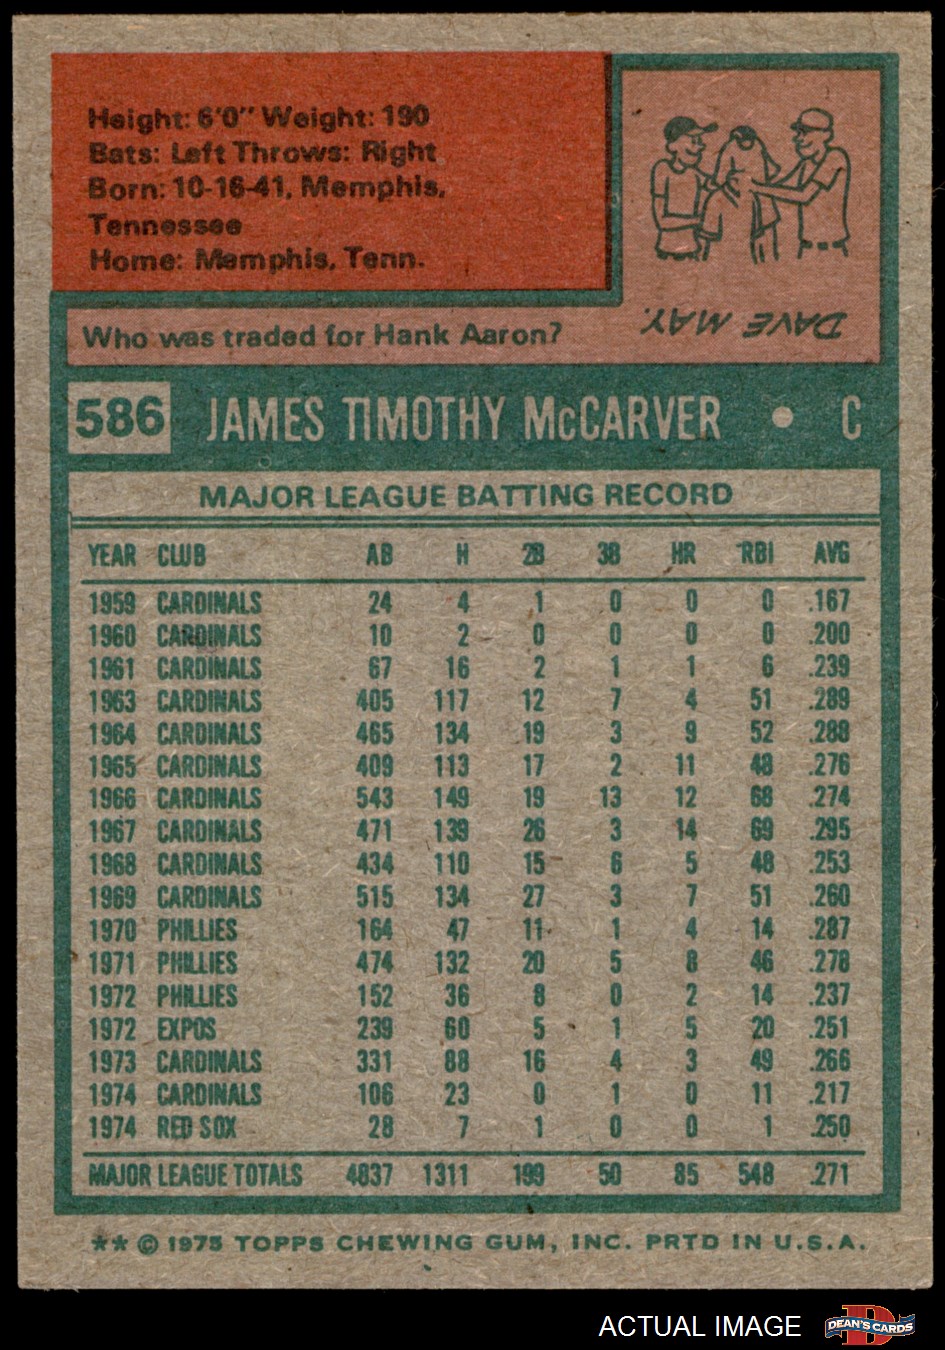 Height: 6'0" Weight: 190
Bats: Left Throws: Right
Born: 10-16-41, Memphis,
Tennessee
Home: Memphis, Tenn.
DAVE MAY.
Who was traded for Hank Aaron?
586 JAMES TIMOTHY McCARVER • C
MAJOR LEAGUE BATTING RECORD
YEAR CLUB AB H 2B 3B HR RBI AVG
1959 CARDINALS 24 4 1 0 0 0 .167
1960 CARDINALS 10 2 0 0 0 0 .200
1961 CARDINALS 67 16 2 1 1 6 .239
1963 CARDINALS 405 117 12 7 4 51 .289
1964 CARDINALS 465 134 19 3 9 52 .288
1965 CARDINALS 409 113 17 2 11 48 .276
1966 CARDINALS 543 149 19 13 12 68 .274
1967 CARDINALS 471 139 26 3 14 69 .295
1968 CARDINALS 434 110 15 6 5 48 .253
1969 CARDINALS 515 134 27 3 7 51 .260
1970 PHILLIES 164 47 11 1 4 14 .287
1971 PHILLIES 474 132 20 5 8 46 .278
1972 PHILLIES 152 36 8 0 2 14 .237
1972 EXPOS 239 60 5 1 5 20 .251
1973 CARDINALS 331 88 16 4 3 49 .266
1974 CARDINALS 106 23 0 1 0 11 .217
1974 RED SOX 28 7 1 0 0 1 .250
MAJOR LEAGUE TOTALS 4837 1311 199 50 85 548 .271
** © 1975 TOPPS CHEWING GUM, INC. PRTD IN U.S.A.
ACTUAL IMAGE DEAN'S CARDS